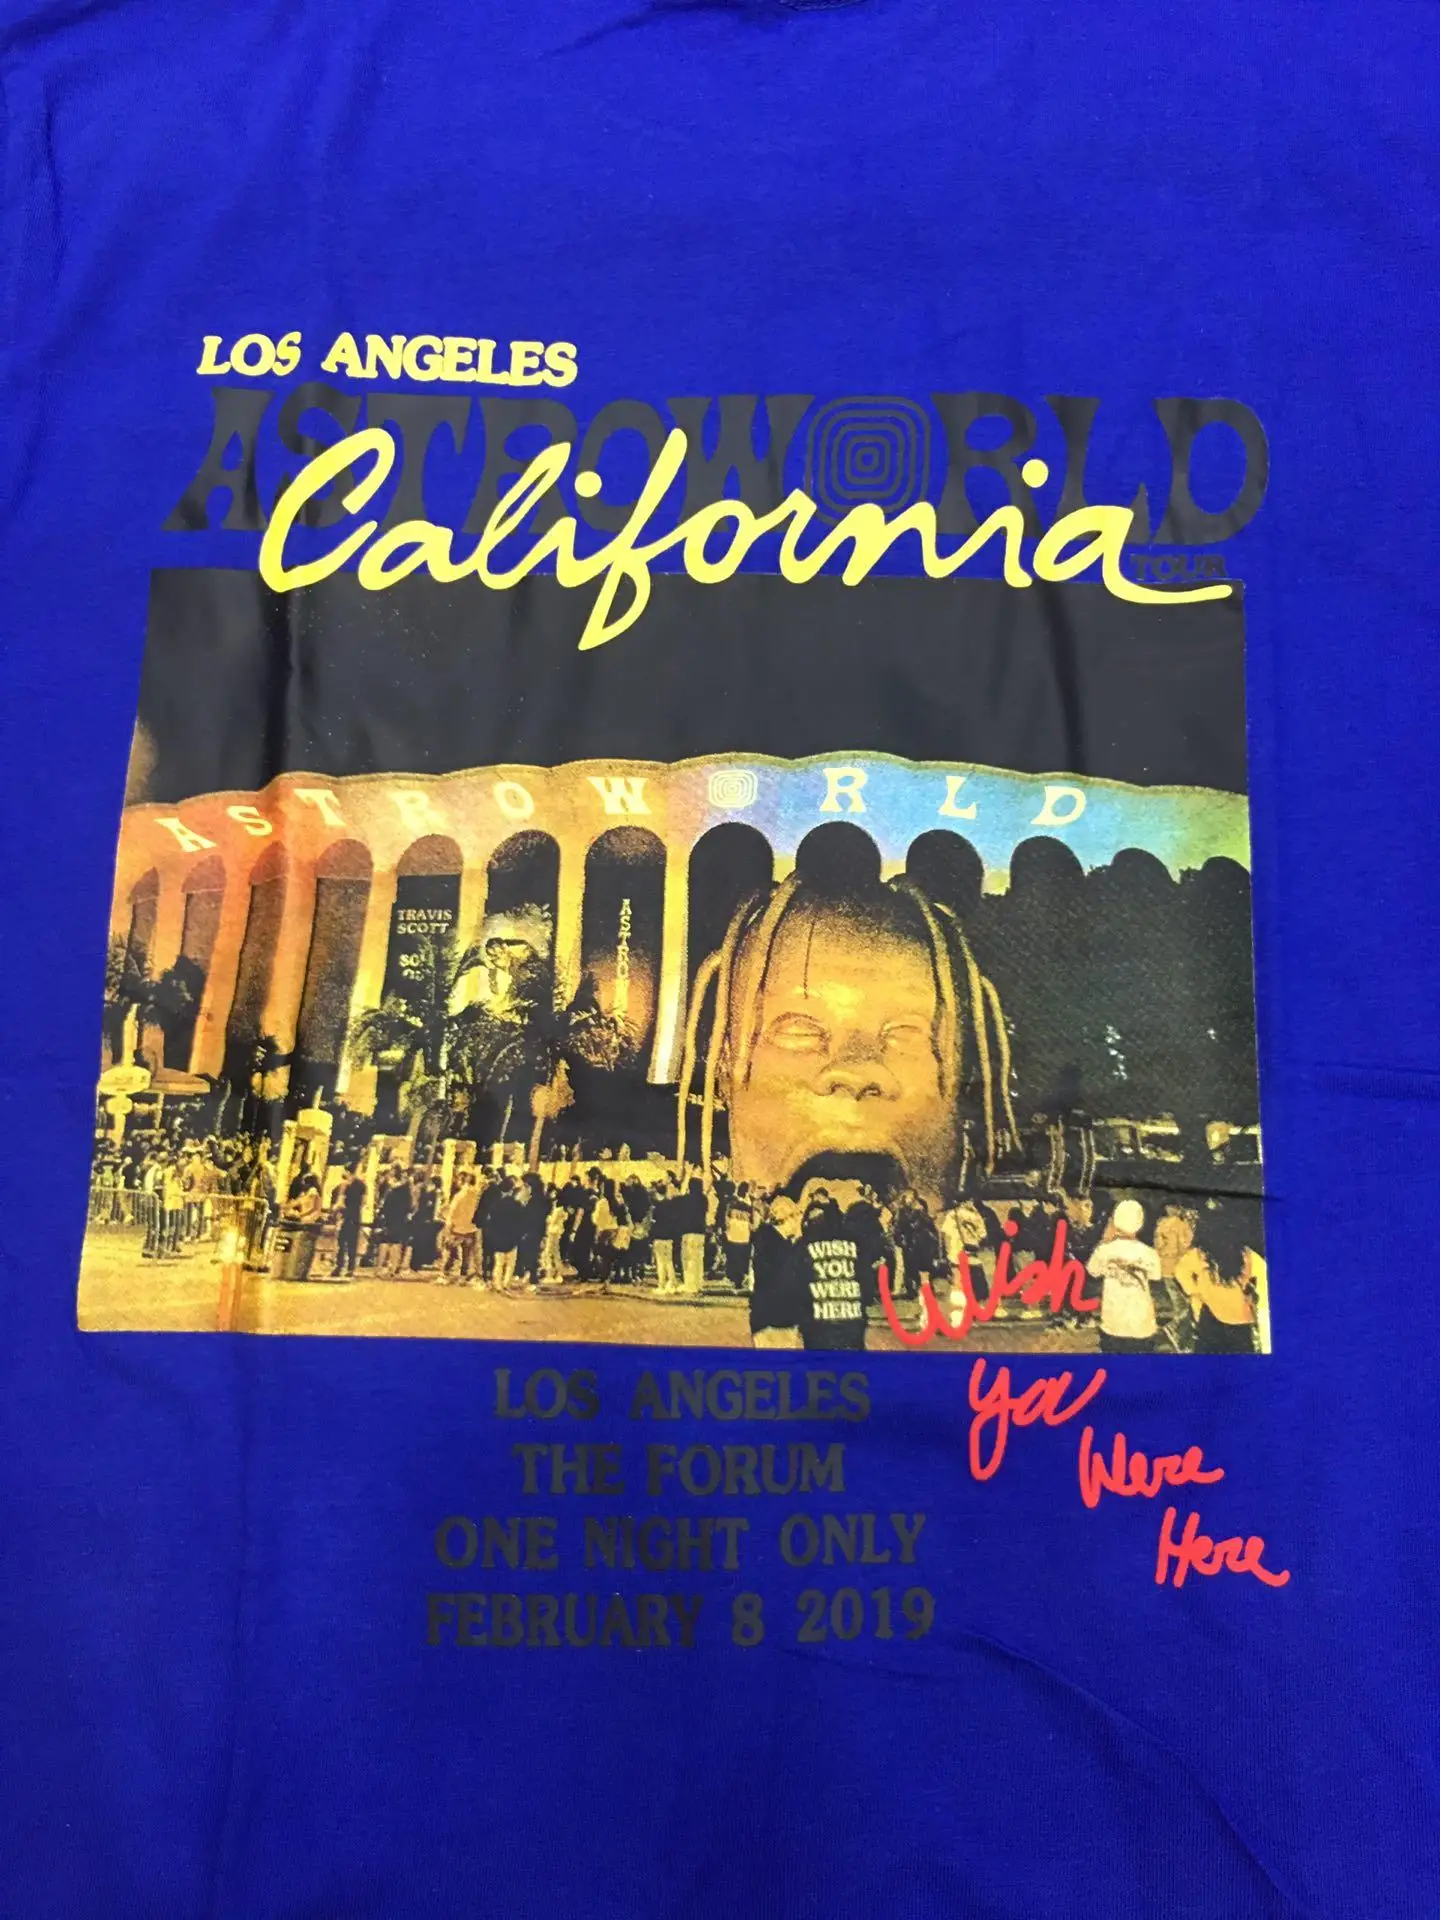 LOS ANGELES
ASTROWORLD
California
TOUR
ASTROWORLD
TRAVIS
SCOTT
ASTRO
WISH
YOU
WERE
HERE
Wish
You
Were
Here
LOS ANGELES
THE FORUM
ONE NIGHT ONLY
FEBRUARY 8 2019